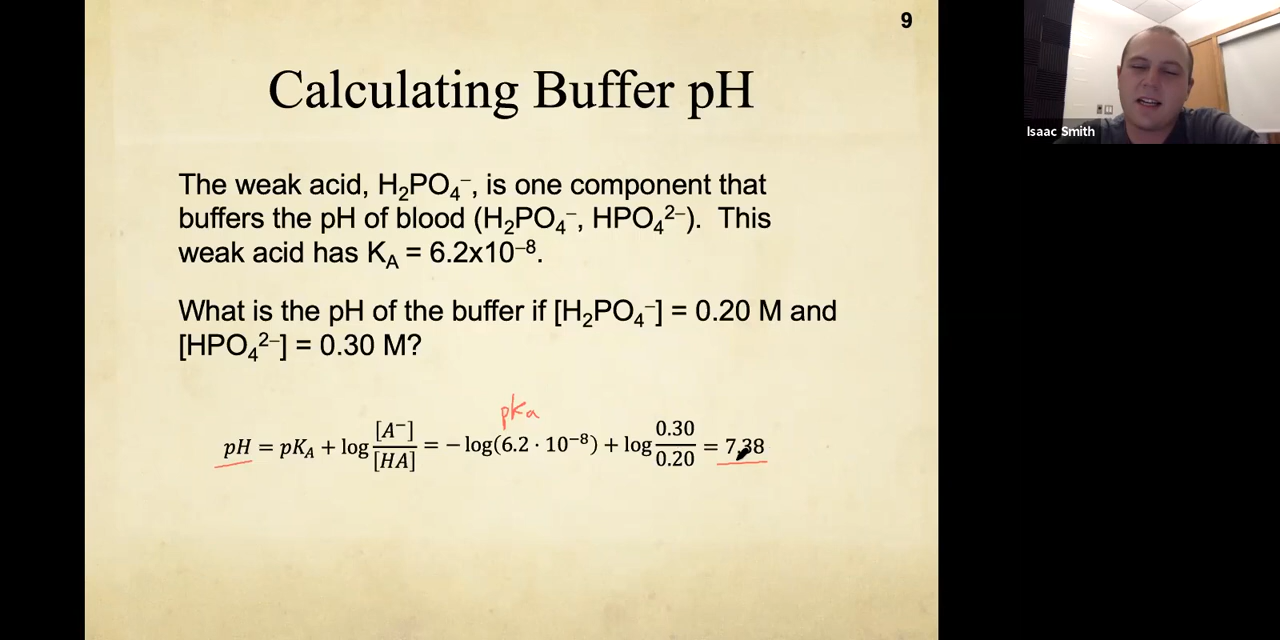 9
Calculating Buffer pH
Isaac Smith
The weak acid, H₂PO₄⁻, is one component that
buffers the pH of blood (H₂PO₄⁻, HPO₄²⁻). This
weak acid has K_A = 6.2x10⁻⁸.
What is the pH of the buffer if [H₂PO₄⁻] = 0.20 M and
[HPO₄²⁻] = 0.30 M?
pKa
pH = pK_A + log [A⁻]/[HA] = − log(6.2 · 10⁻⁸) + log 0.30/0.20 = 7.38